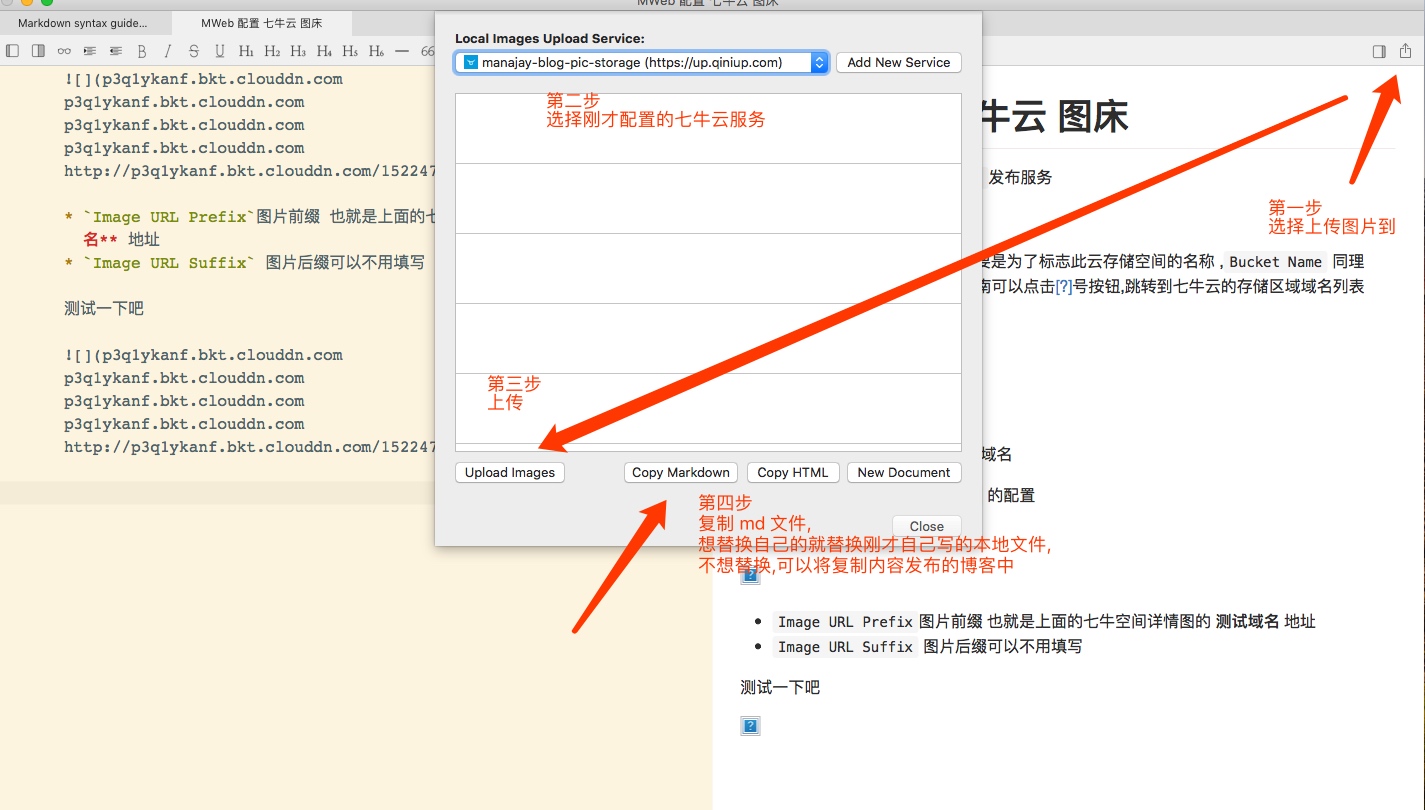 MWeb 配置 七牛云 图床
Markdown syntax guide...
MWeb 配置 七牛云 图床
B I S U H1 H2 H3 H4 H5 H6 66
![](p3q1ykanf.bkt.clouddn.com
p3q1ykanf.bkt.clouddn.com
p3q1ykanf.bkt.clouddn.com
p3q1ykanf.bkt.clouddn.com
http://p3q1ykanf.bkt.clouddn.com/152247
* `Image URL Prefix`图片前缀 也就是上面的七
名** 地址
* `Image URL Suffix` 图片后缀可以不用填写
测试一下吧
![](p3q1ykanf.bkt.clouddn.com
p3q1ykanf.bkt.clouddn.com
p3q1ykanf.bkt.clouddn.com
p3q1ykanf.bkt.clouddn.com
http://p3q1ykanf.bkt.clouddn.com/152247
Local Images Upload Service:
manajay-blog-pic-storage (https://up.qiniup.com)
Add New Service
第二步
选择刚才配置的七牛云服务
第三步
上传
Upload Images
Copy Markdown
Copy HTML
New Document
Close
第四步
复制 md 文件,
想替换自己的就替换刚才自己写的本地文件,
不想替换,可以将复制内容发布的博客中
牛云 图床
发布服务
第一步
选择上传图片到
是为了标志此云存储空间的名称 , Bucket Name 同理
可以点击[?]号按钮,跳转到七牛云的存储区域域名列表
域名
的配置
Image URL Prefix 图片前缀 也就是上面的七牛空间详情图的 测试域名 地址
Image URL Suffix 图片后缀可以不用填写
测试一下吧